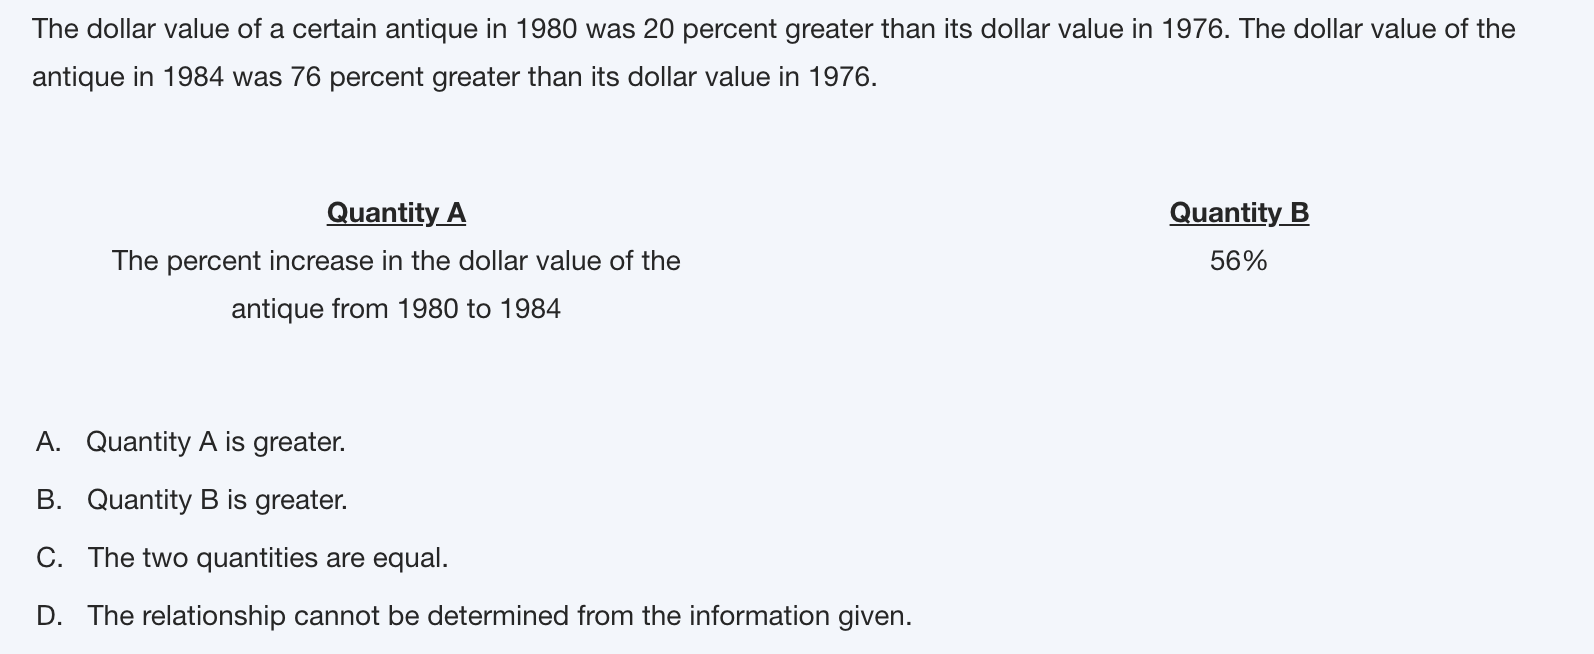 The dollar value of a certain antique in 1980 was 20 percent greater than its dollar value in 1976. The dollar value of the
antique in 1984 was 76 percent greater than its dollar value in 1976.
Quantity A
The percent increase in the dollar value of the
antique from 1980 to 1984
Quantity B
56%
A. Quantity A is greater.
B. Quantity B is greater.
C. The two quantities are equal.
D. The relationship cannot be determined from the information given.